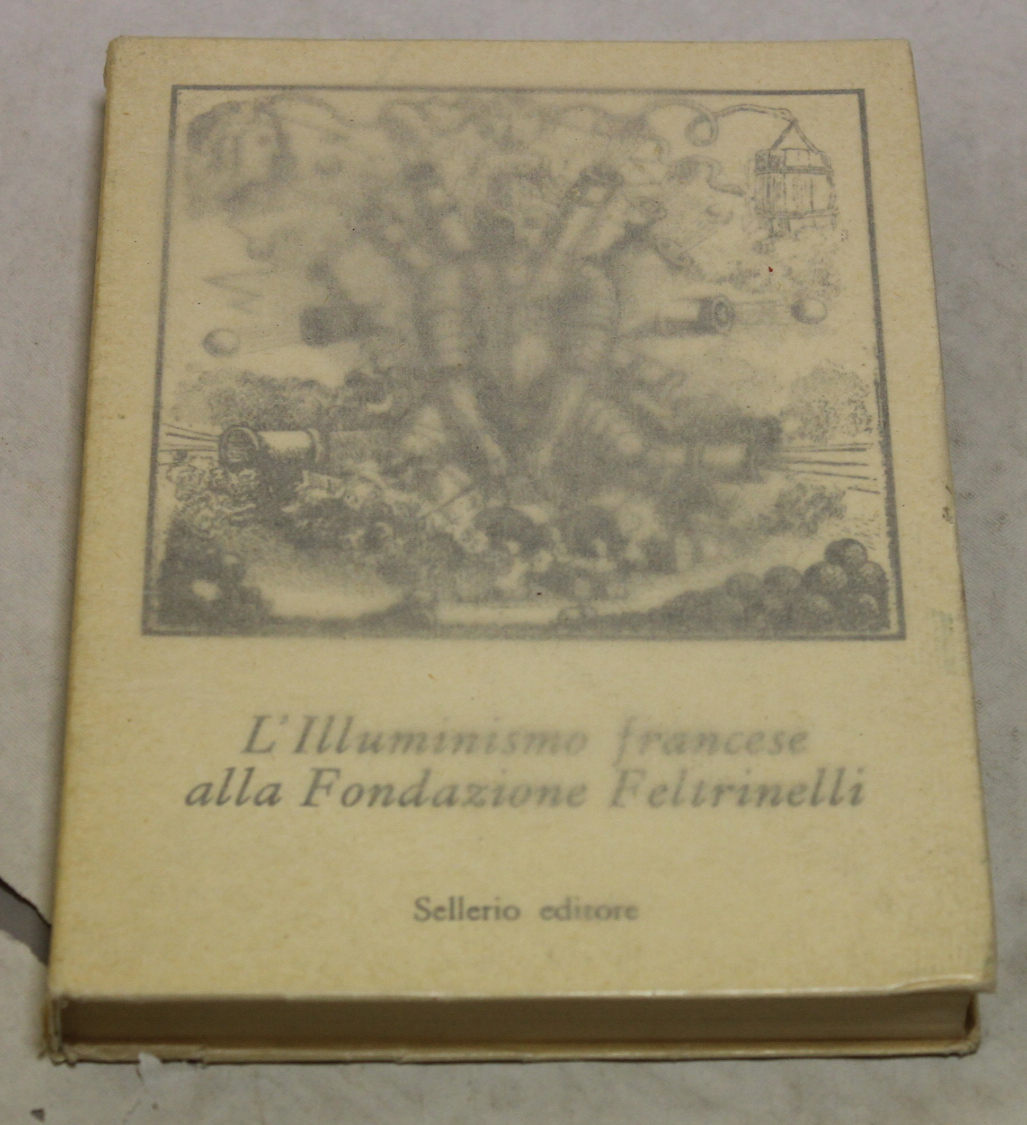 L'Illuminismo francese
alla Fondazione Feltrinelli
Sellerio editore